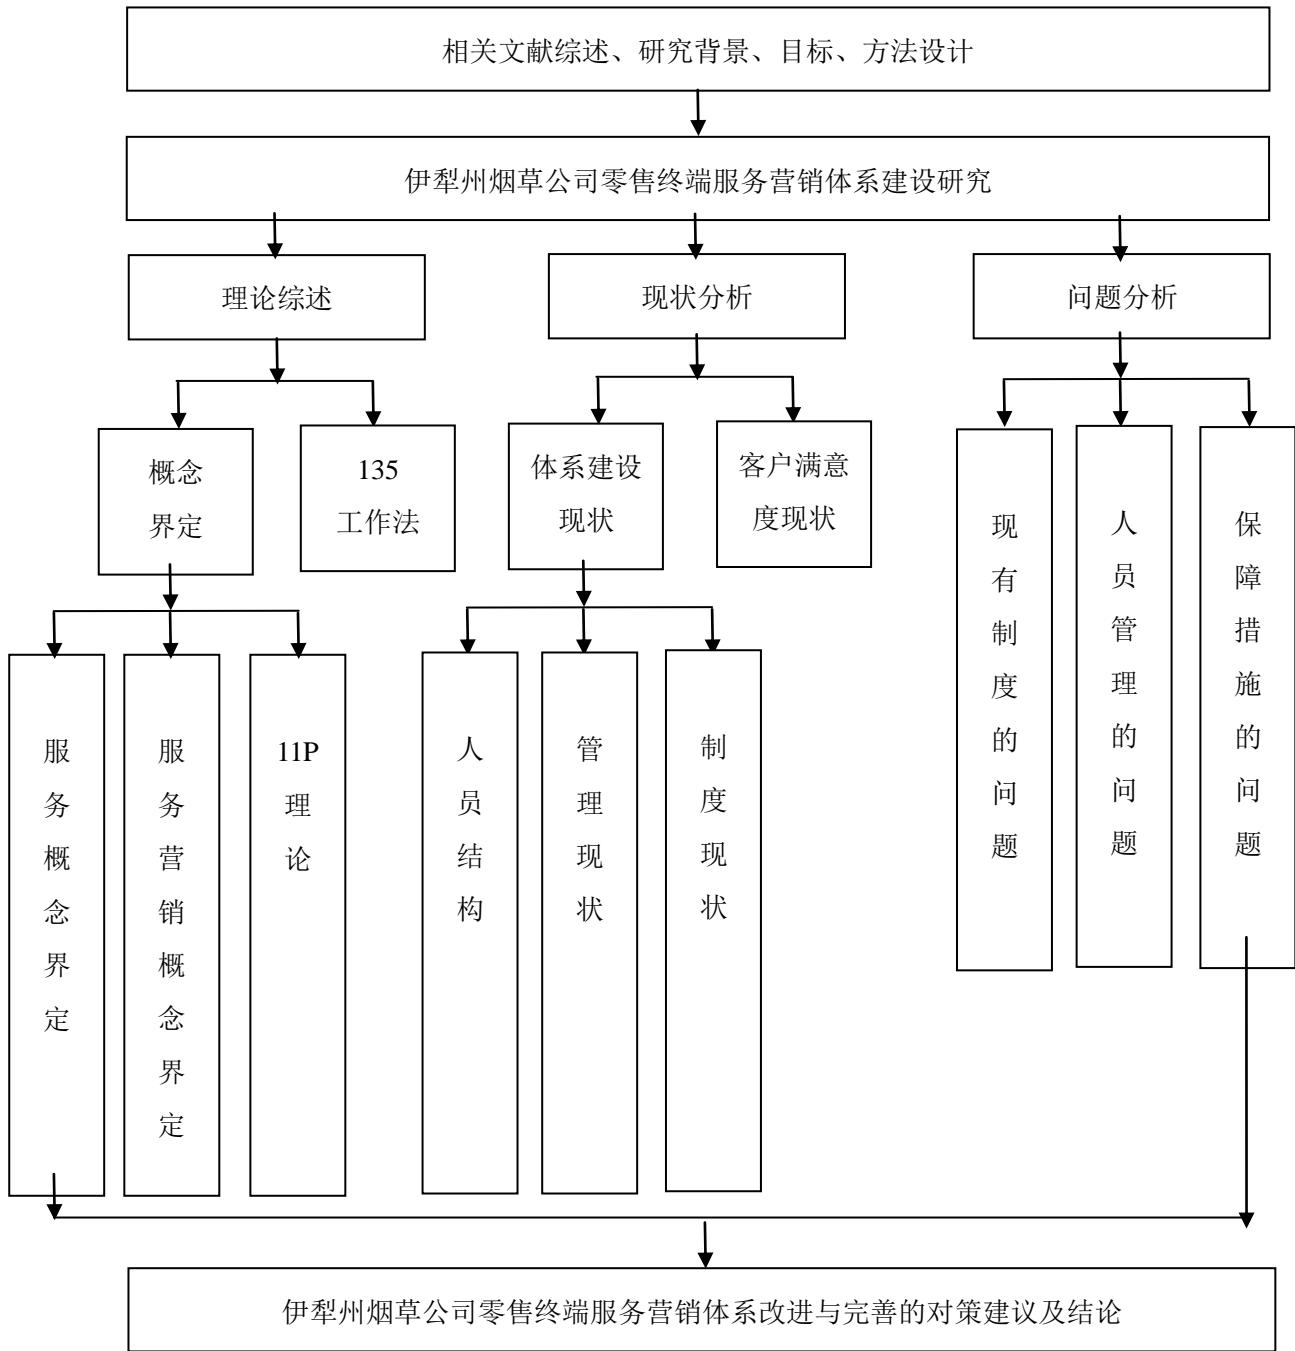 相关文献综述、研究背景、目标、方法设计
伊犁州烟草公司零售终端服务营销体系建设研究
理论综述
现状分析
问题分析
概念
界定
135
工作法
体系建设
现状
客户满意
度现状
现有制度的问题
人员管理的问题
保障措施的问题
服务概念界定
服务营销概念界定
11P
理论
人员结构
管理现状
制度现状
伊犁州烟草公司零售终端服务营销体系改进与完善的对策建议及结论